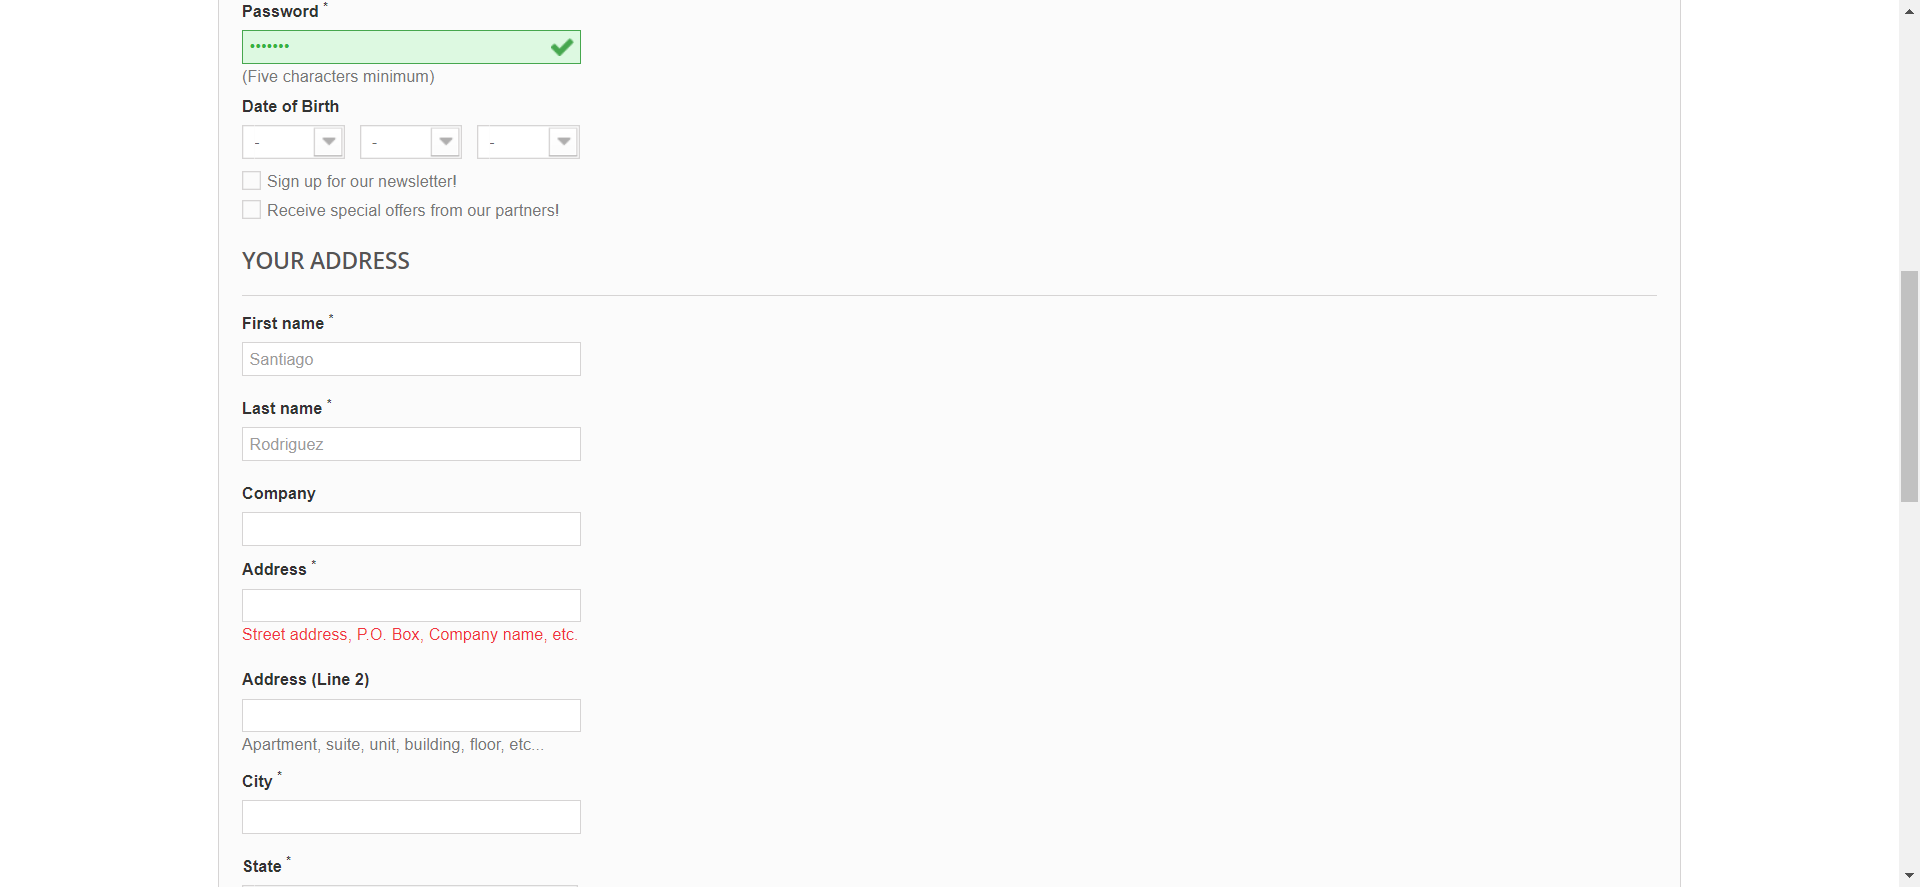 Password *
•••••••
(Five characters minimum)
Date of Birth
- - -
Sign up for our newsletter!
Receive special offers from our partners!
YOUR ADDRESS
First name *
Santiago
Last name *
Rodriguez
Company
Address *
Street address, P.O. Box, Company name, etc.
Address (Line 2)
Apartment, suite, unit, building, floor, etc...
City *
State *